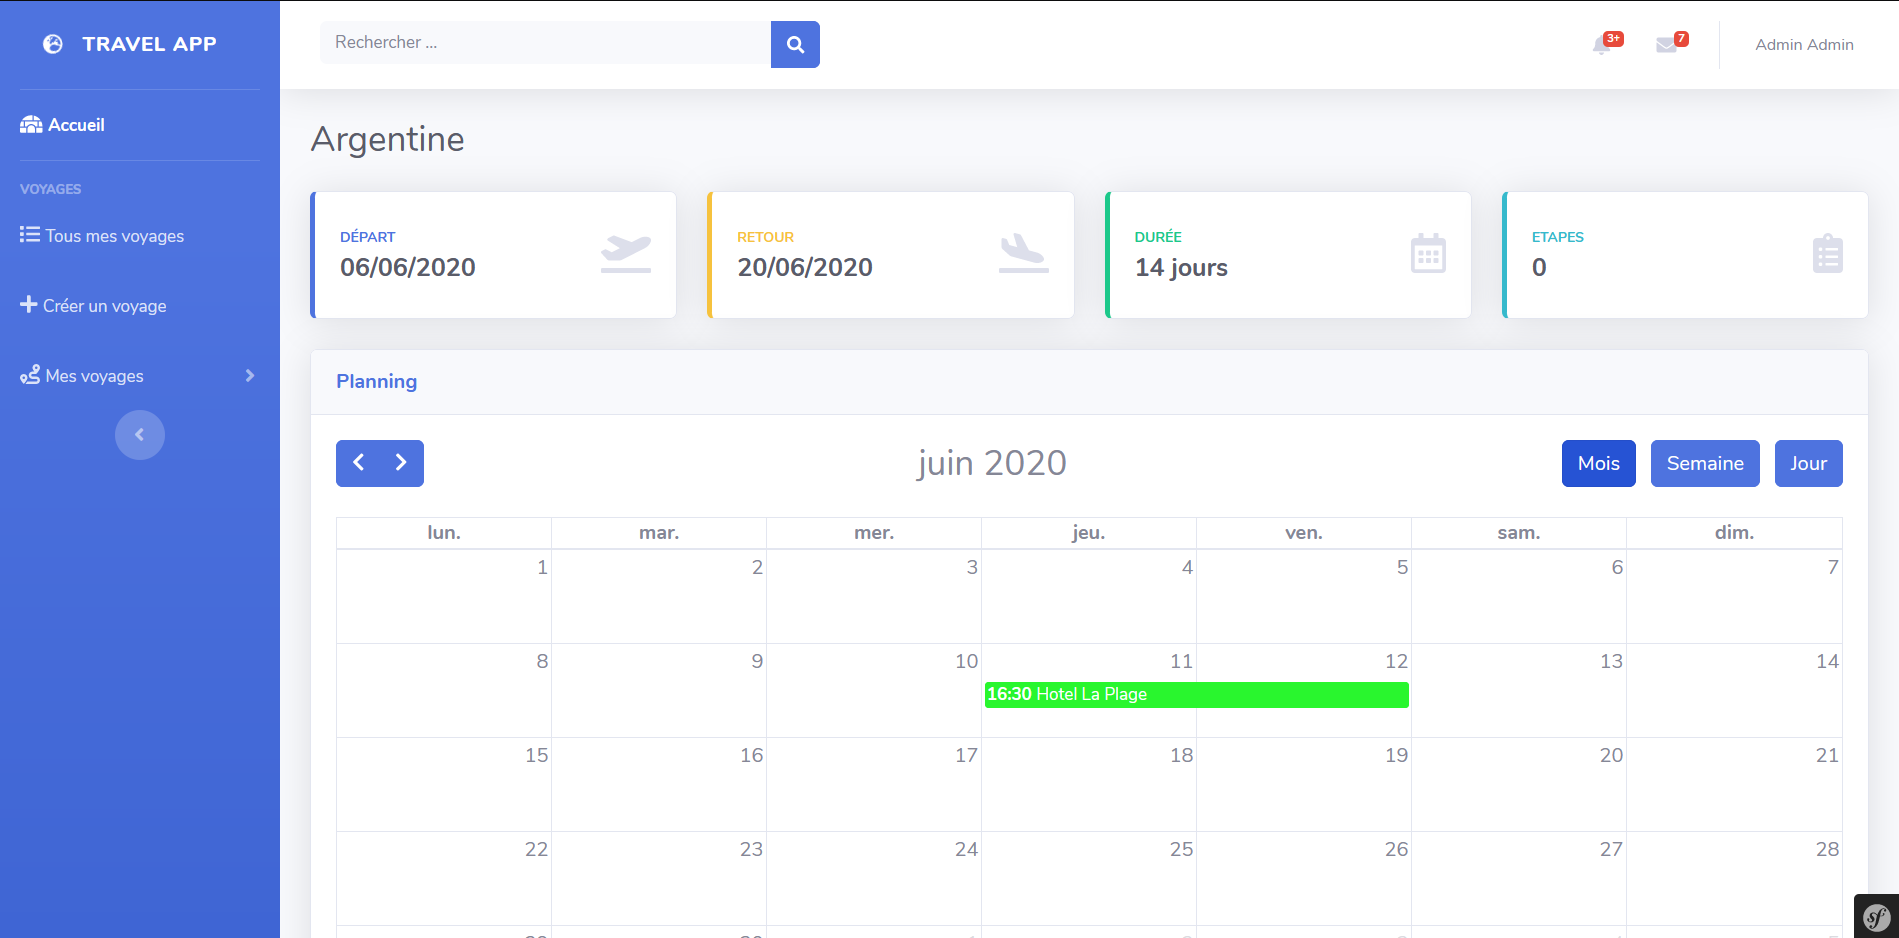 TRAVEL APP
Rechercher ...
3+
7
Admin Admin
Accueil
VOYAGES
Tous mes voyages
Créer un voyage
Mes voyages
Argentine
DÉPART
06/06/2020
RETOUR
20/06/2020
DURÉE
14 jours
ETAPES
0
Planning
juin 2020
Mois Semaine Jour
lun. mar. mer. jeu. ven. sam. dim.
1 2 3 4 5 6 7
8 9 10 11 12 13 14
16:30 Hotel La Plage
15 16 17 18 19 20 21
22 23 24 25 26 27 28
sf